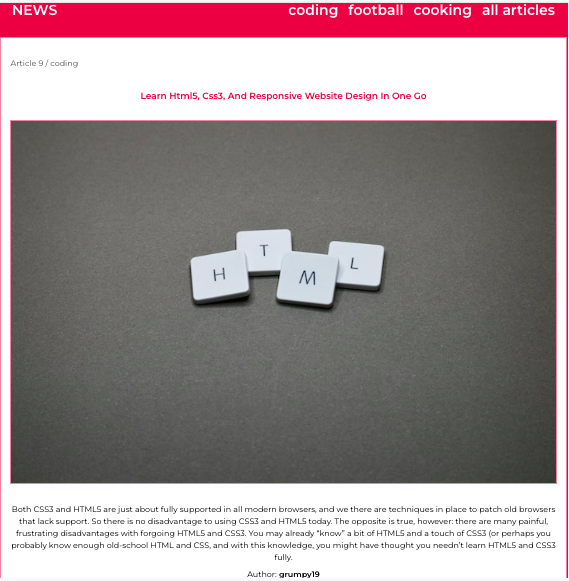 NEWS coding football cooking all articles
Article 9 / coding
Learn Html5, Css3, And Responsive Website Design In One Go
H T M L
Both CSS3 and HTML5 are just about fully supported in all modern browsers, and we there are techniques in place to patch old browsers
that lack support. So there is no disadvantage to using CSS3 and HTML5 today. The opposite is true, however: there are many painful,
frustrating disadvantages with forgoing HTML5 and CSS3. You may already “know” a bit of HTML5 and a touch of CSS3 (or perhaps you
probably know enough old-school HTML and CSS, and with this knowledge, you might have thought you needn’t learn HTML5 and CSS3
fully.
Author: grumpy19